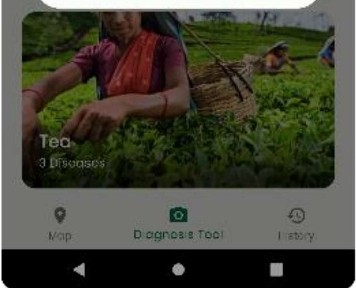 Tea
3 Diseases
Map
Diagnosis Tool
History